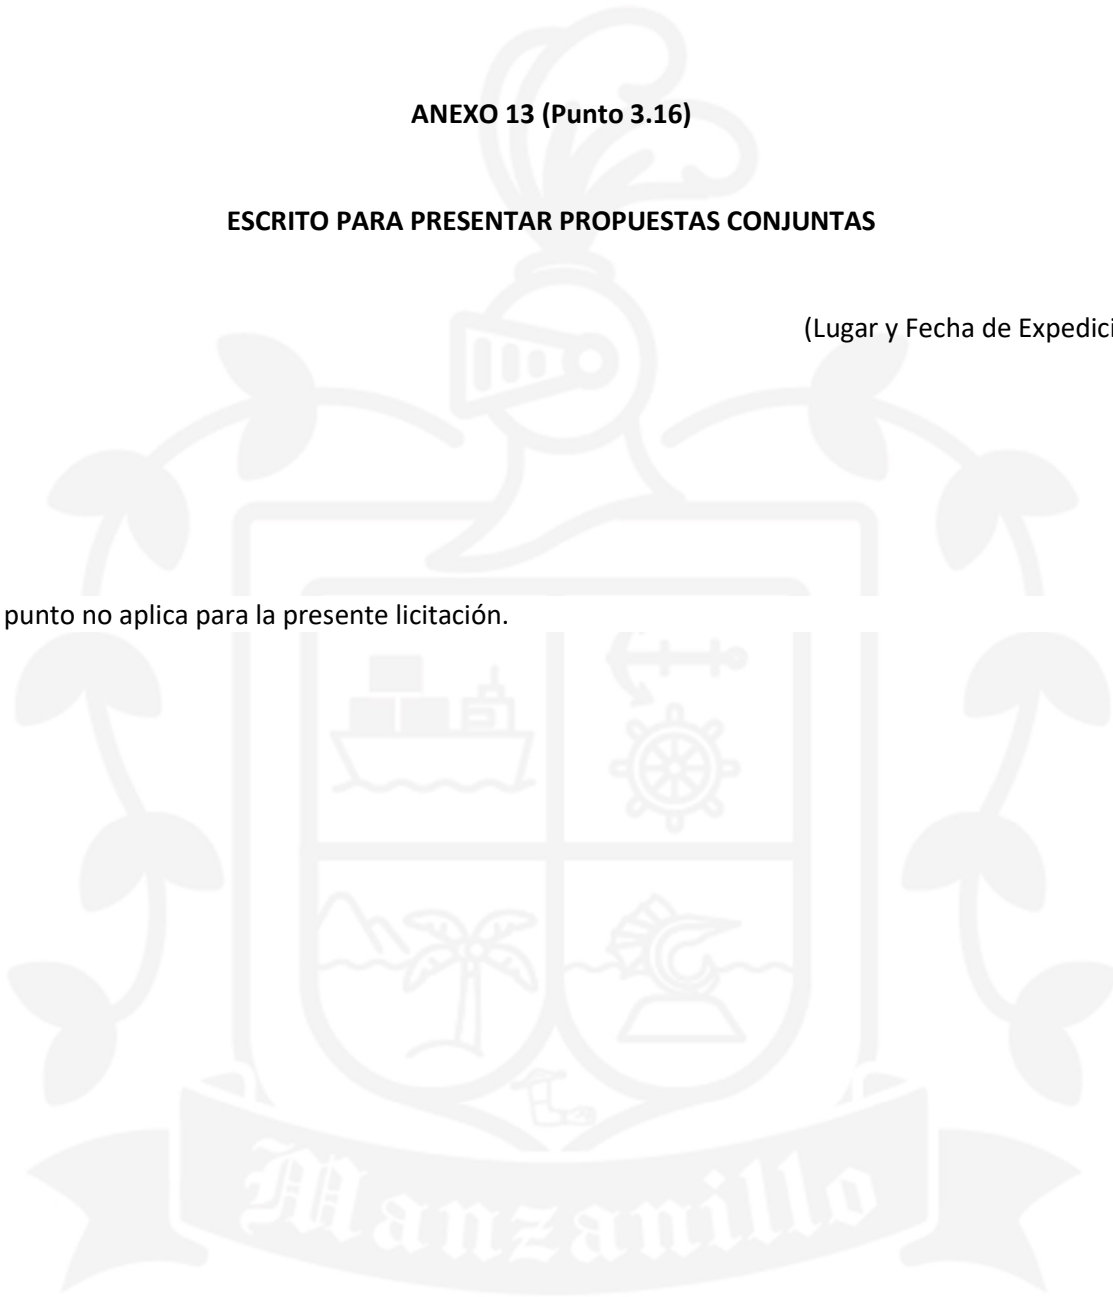 ANEXO 13 (Punto 3.16)
ESCRITO PARA PRESENTAR PROPUESTAS CONJUNTAS
(Lugar y Fecha de Expedici
punto no aplica para la presente licitación.
Manzanillo